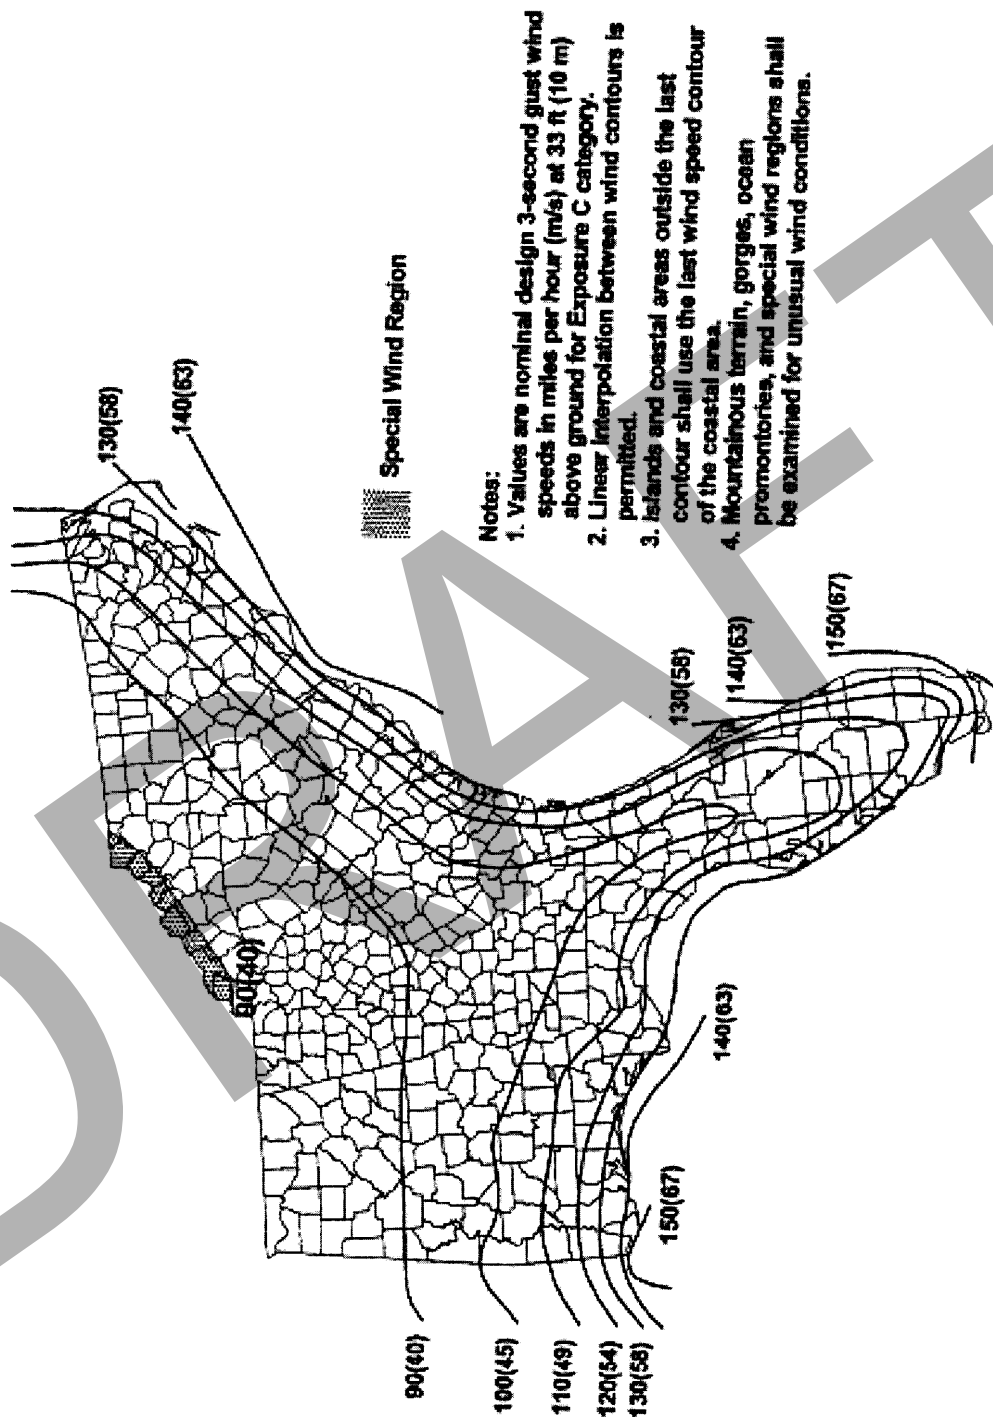 DRAFT
90(40)
130(58)
140(63)
Special Wind Region
Notes:
1. Values are nominal design 3-second gust wind
speeds in miles per hour (m/s) at 33 ft (10 m)
above ground for Exposure C category.
2. Linear interpolation between wind contours is
permitted.
3. Islands and coastal areas outside the last
contour shall use the last wind speed contour
of the coastal area.
4. Mountainous terrain, gorges, ocean
promontories, and special wind regions shall
be examined for unusual wind conditions.
90(40)
100(45)
110(49)
120(54)
130(58)
150(67)
140(63)
130(58)
140(63)
150(67)